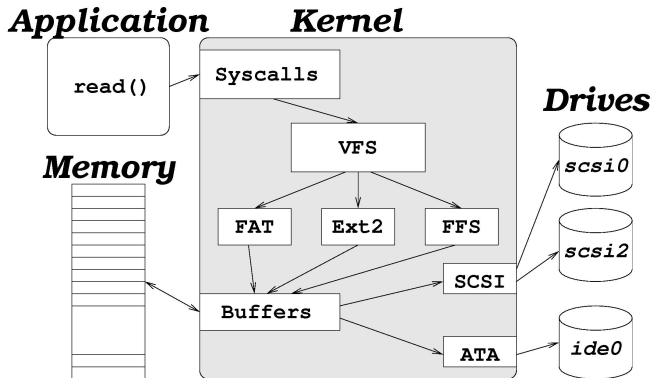 Application
Kernel
read()
Syscalls
Drives
VFS
scsi0
Memory
FAT
Ext2
FFS
scsi2
SCSI
Buffers
ATA
ide0